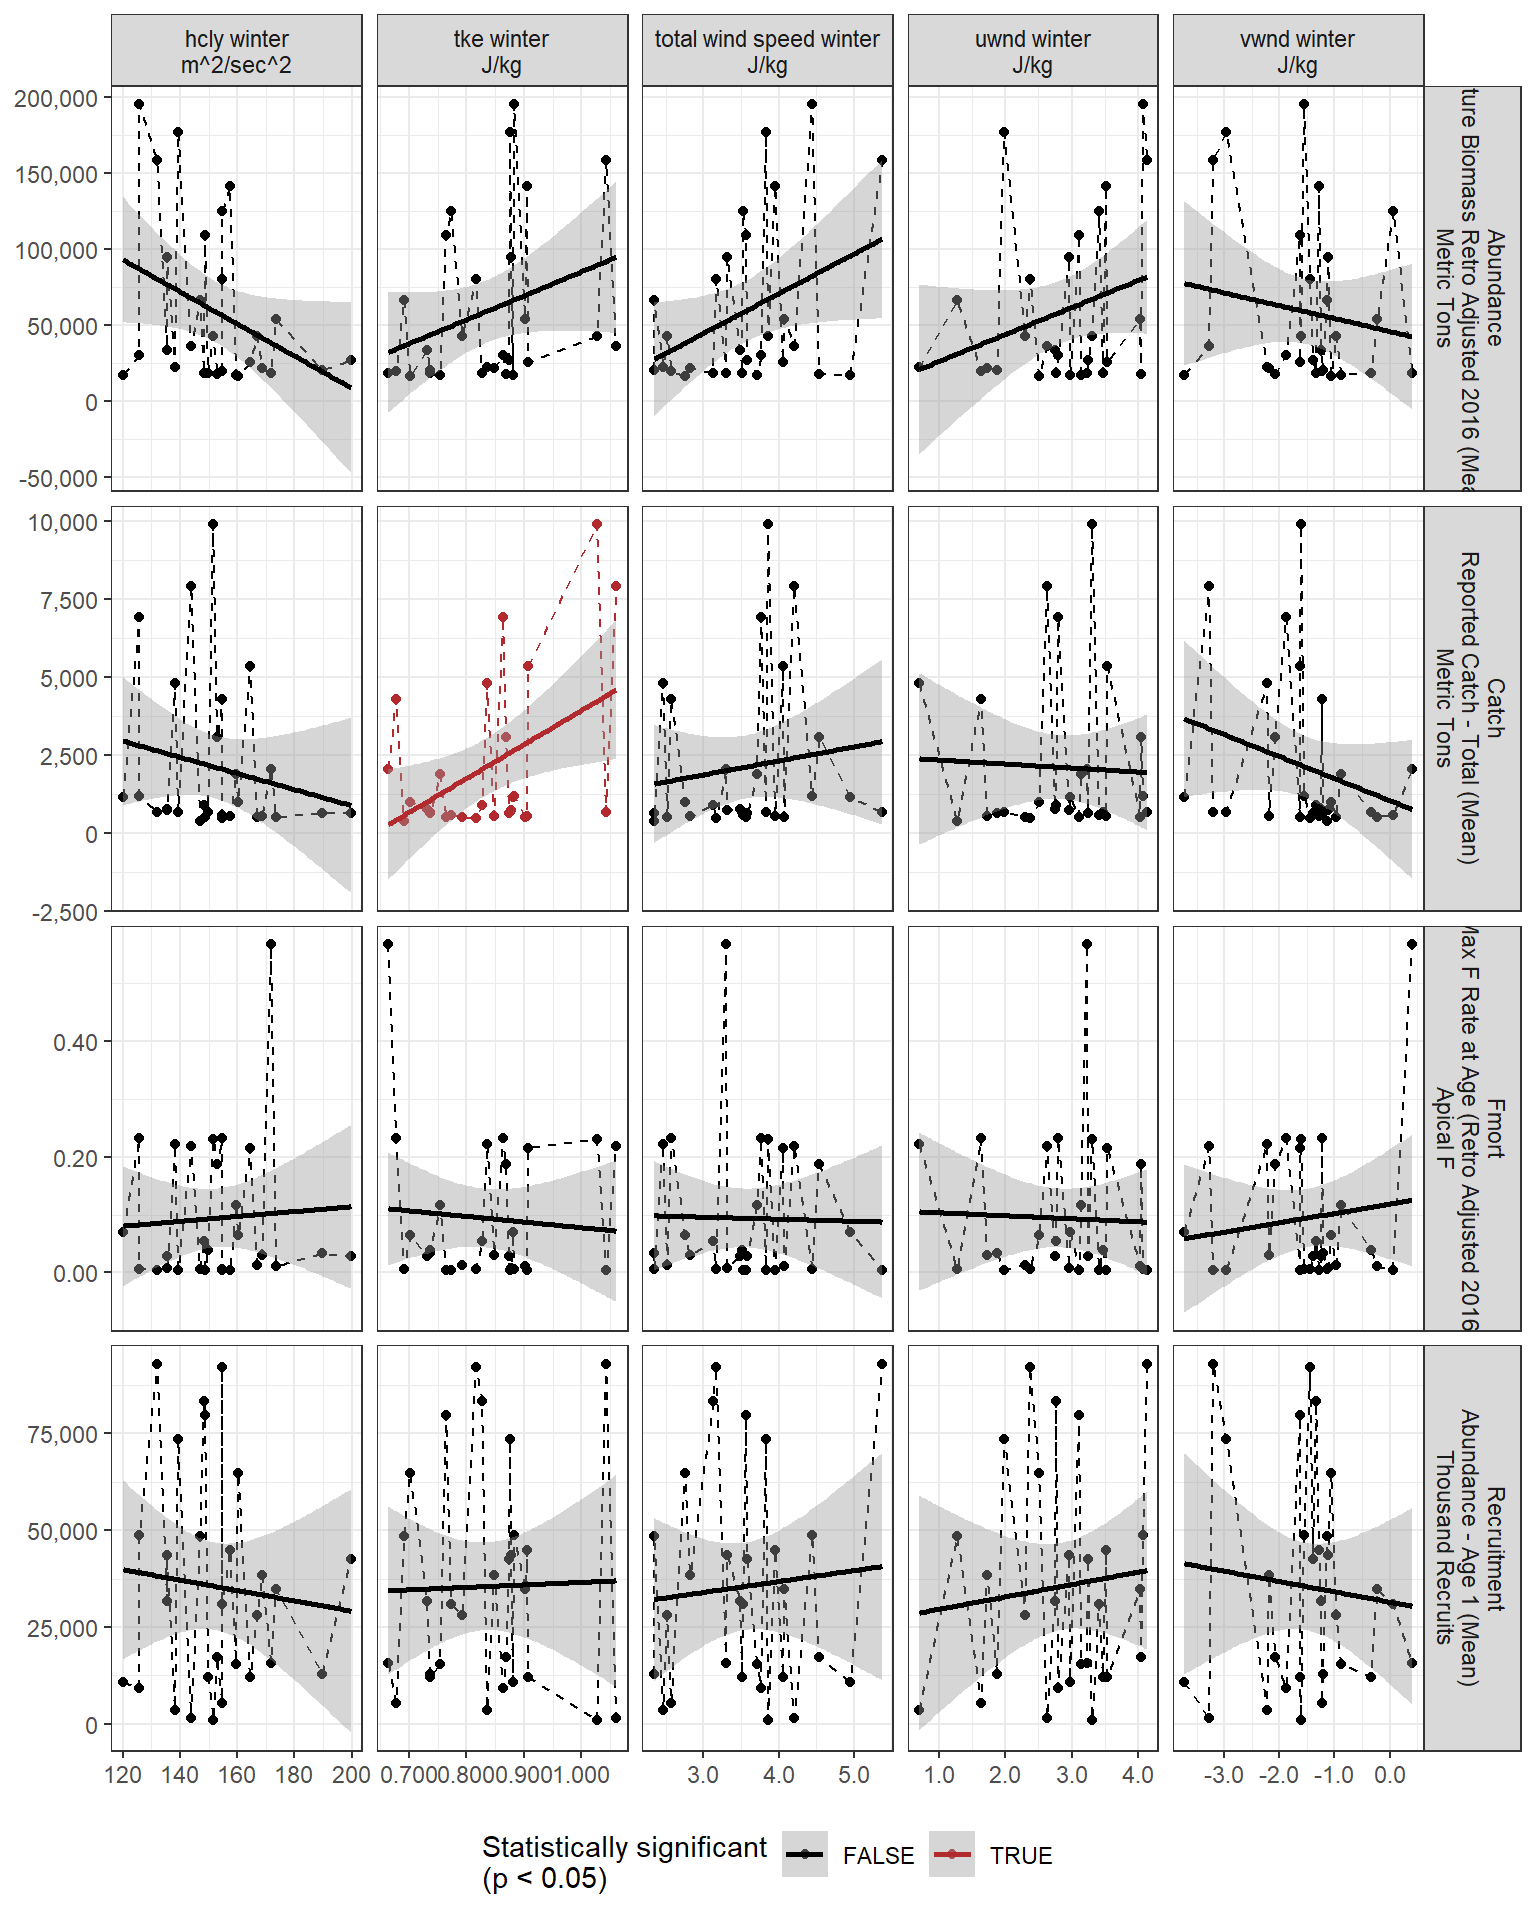 hcly winter
m^2/sec^2
tke winter
J/kg
total wind speed winter
J/kg
uwnd winter
J/kg
vwnd winter
J/kg
200,000
150,000
100,000
50,000
0
-50,000
Abundance
Biomass Retro Adjusted 2016
Metric Tons
10,000
7,500
5,000
2,500
0
-2,500
Catch
Reported Catch - Total (Mean)
Metric Tons
0.40
0.20
0.00
Fmort
F Rate at Age (Retro Adjusted 2016
Apical F
75,000
50,000
25,000
0
Recruitment
Abundance - Age 1 (Mean)
Thousand Recruits
120 140 160 180 200
0.700 0.800 0.900 1.000
3.0 4.0 5.0
1.0 2.0 3.0 4.0
-3.0 -2.0 -1.0 0.0
Statistically significant
(p < 0.05)
FALSE
TRUE